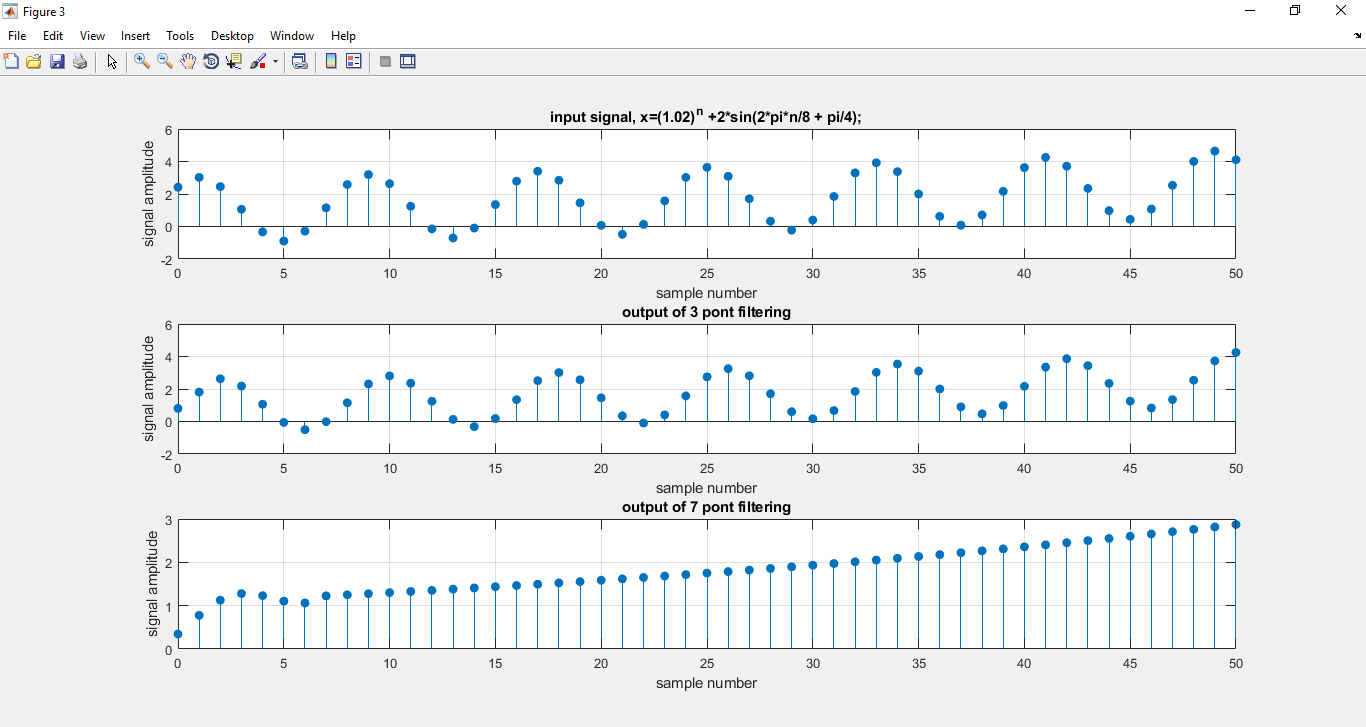 Figure 3
File Edit View Insert Tools Desktop Window Help
input signal, x=(1.02)^n +2*sin(2*pi*n/8 + pi/4);
signal amplitude
6
4
2
0
-2
0 5 10 15 20 25 30 35 40 45 50
sample number
output of 3 pont filtering
signal amplitude
6
4
2
0
-2
0 5 10 15 20 25 30 35 40 45 50
sample number
output of 7 pont filtering
signal amplitude
3
2
1
0
0 5 10 15 20 25 30 35 40 45 50
sample number